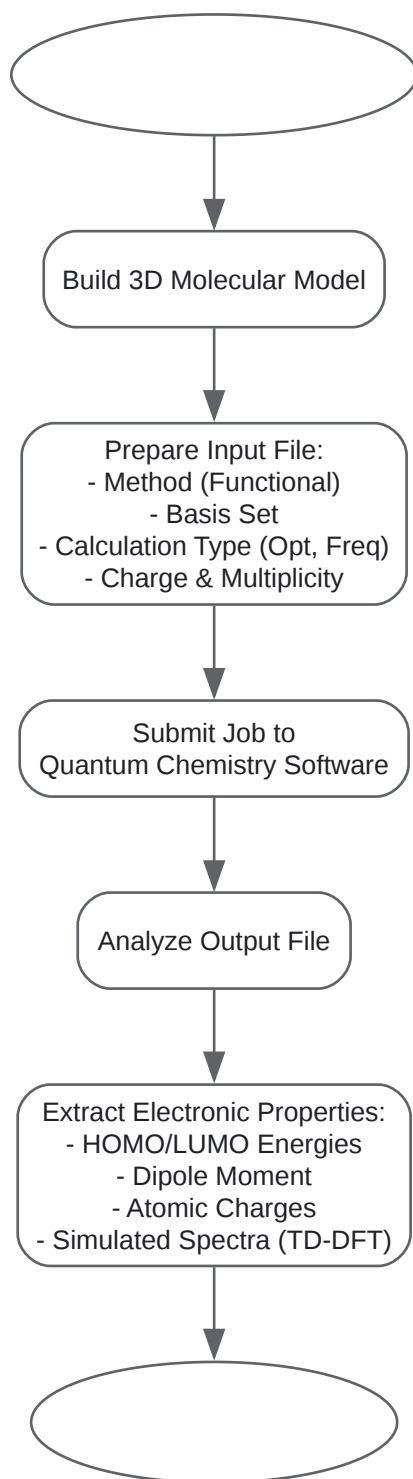 Build 3D Molecular Model
Prepare Input File:
- Method (Functional)
- Basis Set
- Calculation Type (Opt, Freq)
- Charge & Multiplicity
Submit Job to
Quantum Chemistry Software
Analyze Output File
Extract Electronic Properties:
- HOMO/LUMO Energies
- Dipole Moment
- Atomic Charges
- Simulated Spectra (TD-DFT)